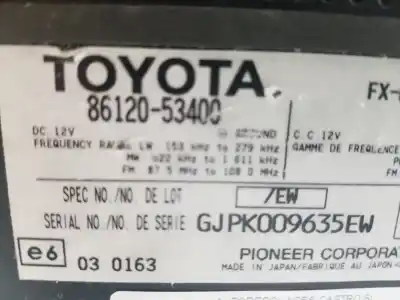 TOYOTA
86120-53400
FX-
DC 12V GROUND C.C 12V
FREQUENCY RANGE LW 153 kHz TO 279 kHz GAMME DE FREQUENCE
MW 522 kHz TO 1 611 kHz PO
FM 87.5 MHz TO 108.0 MHz FM
SPEC NO./NO. DE LOT /EW
SERIAL NO./NO. DE SERIE GJPK009635EW
e6 03 0163
PIONEER CORPORAT
MADE IN JAPAN/FABRIQUE AU JAPON